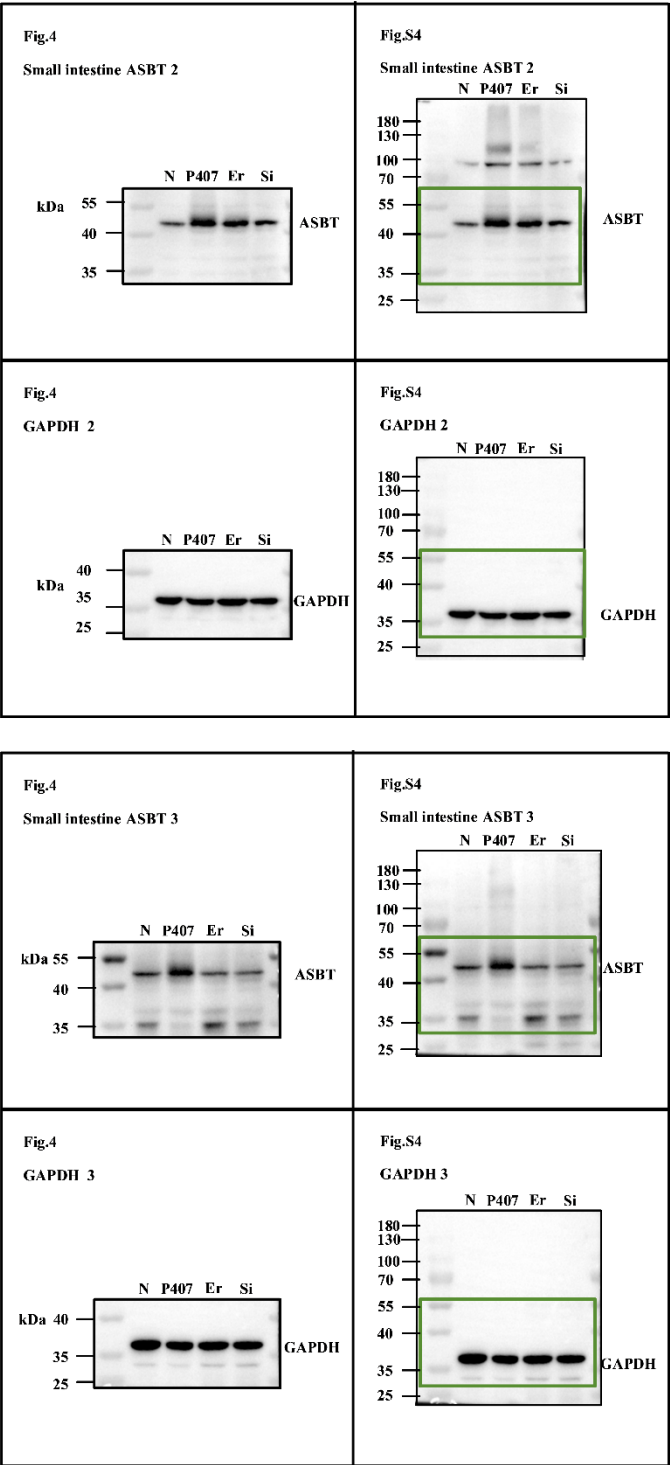 Fig.4
Small intestine ASBT 2
N P407 Er Si
kDa
55
40
35
ASBT
Fig.S4
Small intestine ASBT 2
N P407 Er Si
180
130
100
70
55
40
35
25
ASBT
Fig.4
GAPDH 2
N P407 Er Si
kDa
40
35
25
GAPDH
Fig.S4
GAPDH 2
N P407 Er Si
180
130
100
70
55
40
35
25
GAPDH
Fig.4
Small intestine ASBT 3
N P407 Er Si
kDa 55
40
35
ASBT
Fig.S4
Small intestine ASBT 3
N P407 Er Si
180
130
100
70
55
40
35
25
ASBT
Fig.4
GAPDH 3
N P407 Er Si
kDa 40
35
25
GAPDH
Fig.S4
GAPDH 3
N P407 Er Si
180
130
100
70
55
40
35
25
GAPDH